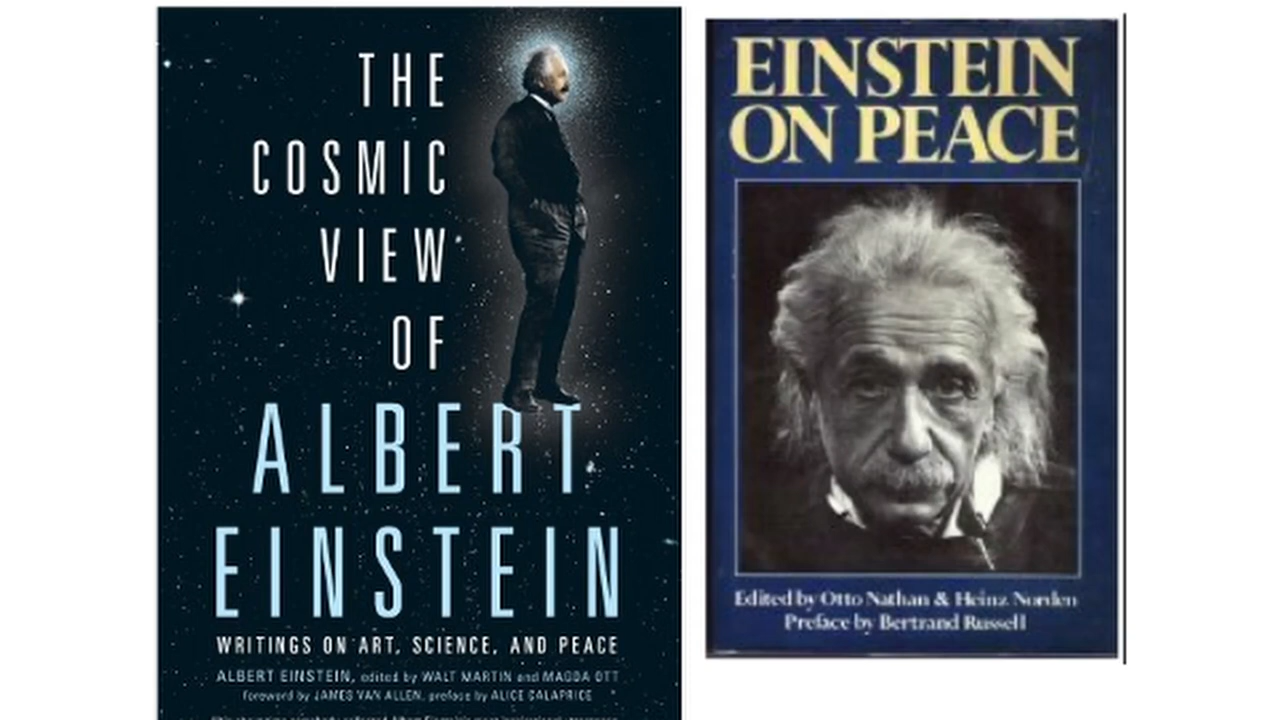 THE
COSMIC
VIEW
OF
ALBERT
EINSTEIN
WRITINGS ON ART, SCIENCE, AND PEACE
ALBERT EINSTEIN, edited by WALT MARTIN and MAGDA OTT
foreword by JAMES VAN ALLEN, preface by ALICE CALAPRICE
EINSTEIN
ON PEACE
Edited by Otto Nathan & Heinz Norden
Preface by Bertrand Russell